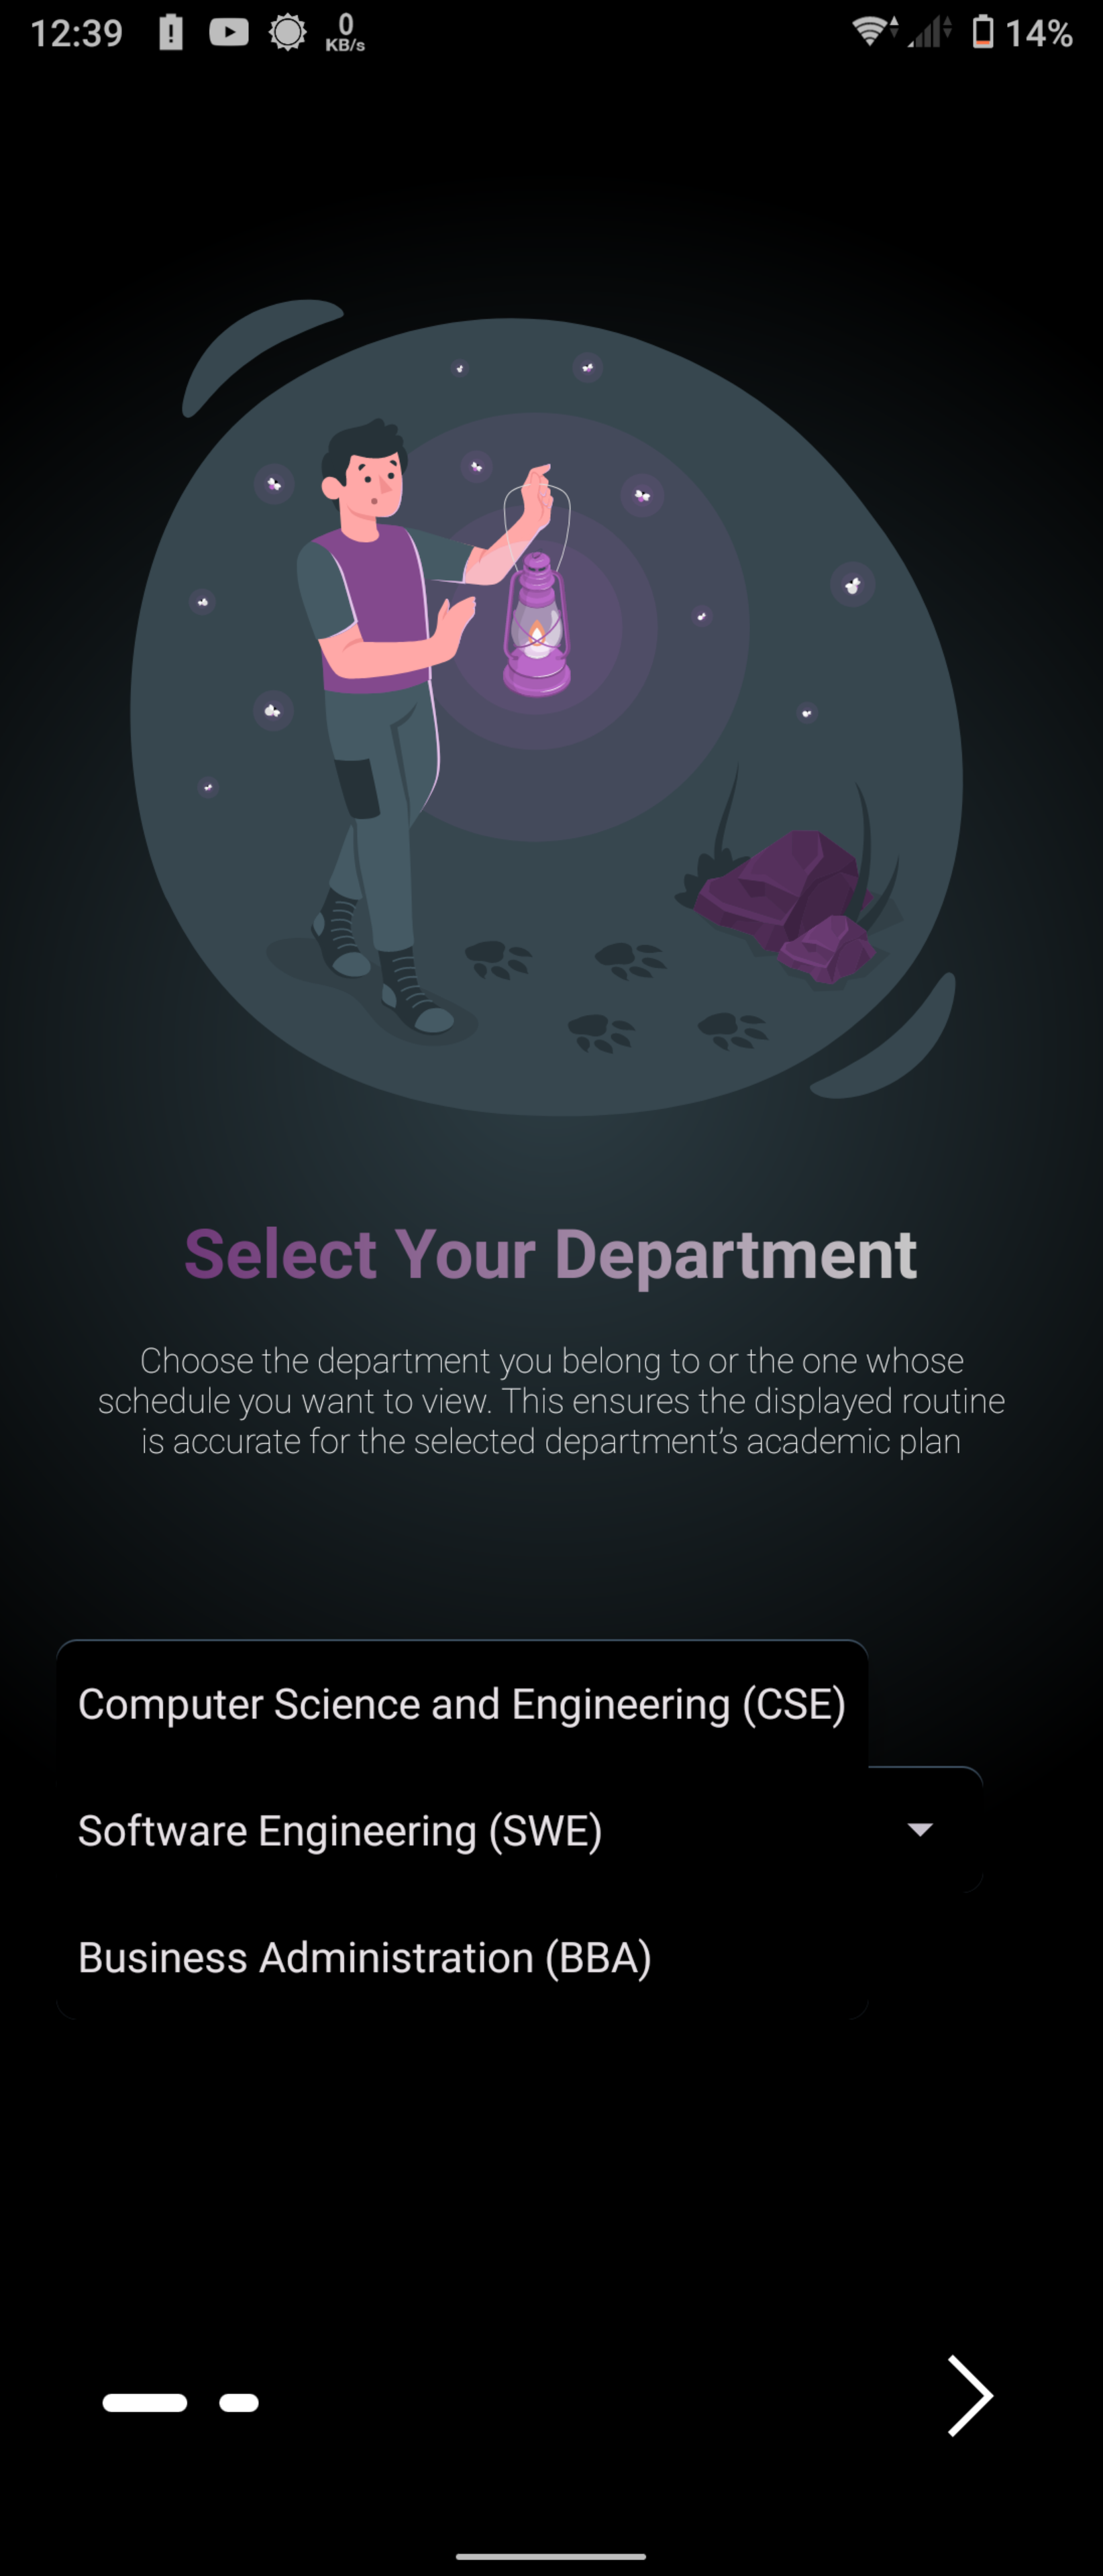 12:39
0
KB/s
14%
Select Your Department
Choose the department you belong to or the one whose
schedule you want to view. This ensures the displayed routine
is accurate for the selected department’s academic plan
Computer Science and Engineering (CSE)
Software Engineering (SWE)
Business Administration (BBA)